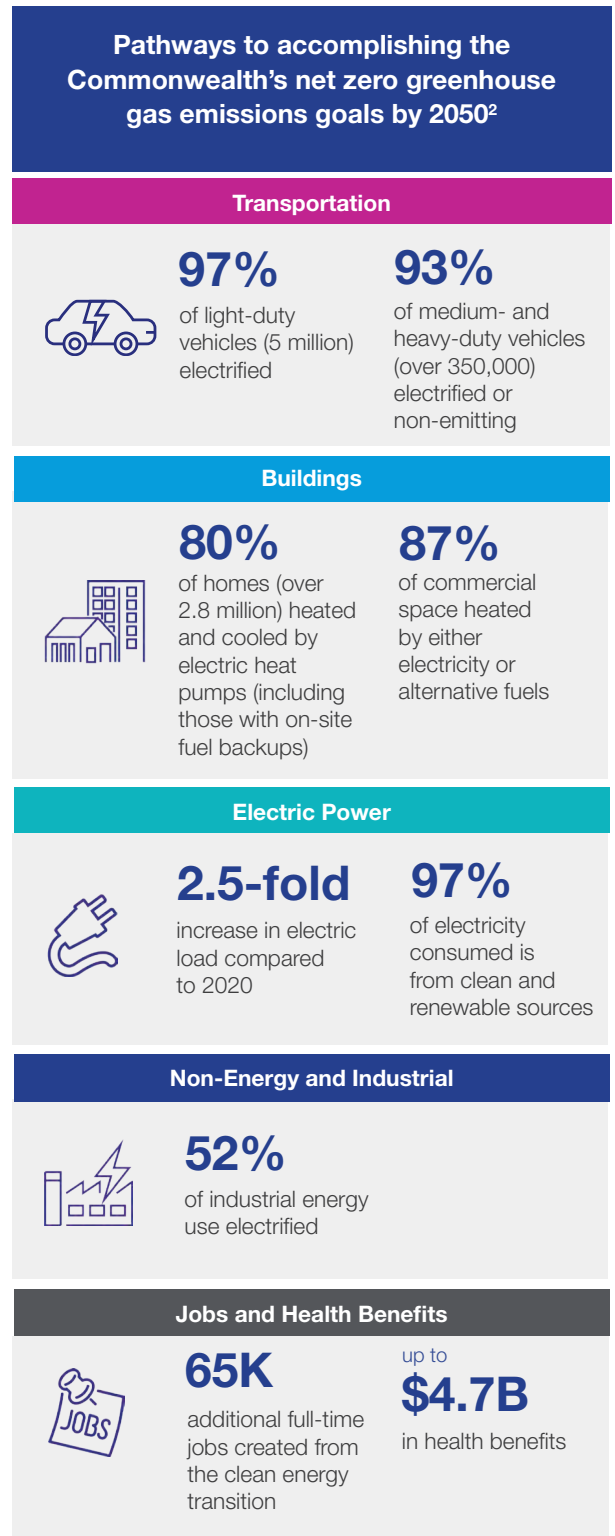 Pathways to accomplishing the
Commonwealth’s net zero greenhouse
gas emissions goals by 2050²
Transportation
97%
of light-duty
vehicles (5 million)
electrified
93%
of medium- and
heavy-duty vehicles
(over 350,000)
electrified or
non-emitting
Buildings
80%
of homes (over
2.8 million) heated
and cooled by
electric heat
pumps (including
those with on-site
fuel backups)
87%
of commercial
space heated
by either
electricity or
alternative fuels
Electric Power
2.5-fold
increase in electric
load compared
to 2020
97%
of electricity
consumed is
from clean and
renewable sources
Non-Energy and Industrial
52%
of industrial energy
use electrified
Jobs and Health Benefits
JOBS
65K
additional full-time
jobs created from
the clean energy
transition
up to
$4.7B
in health benefits